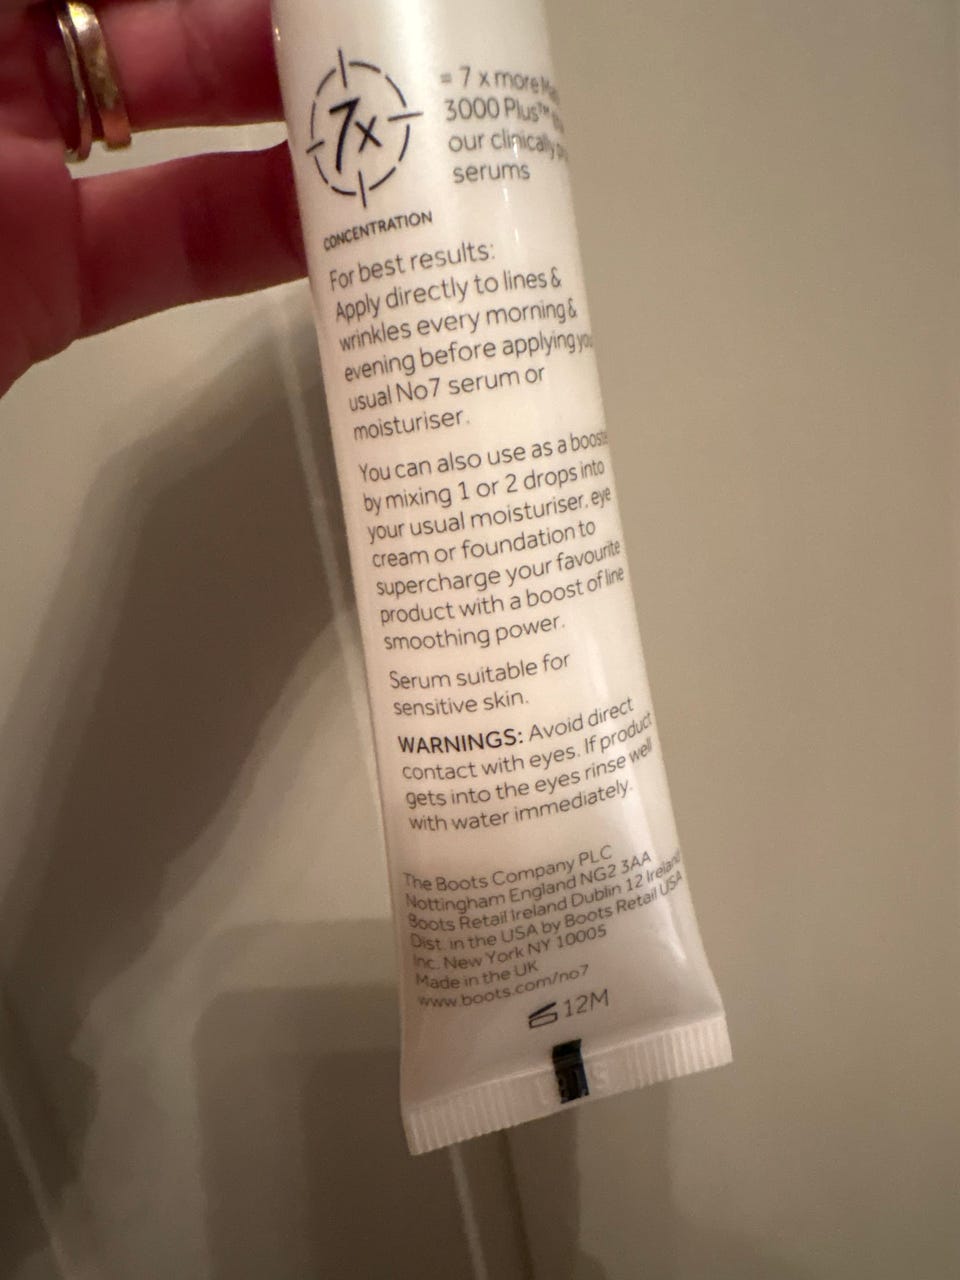 7x
CONCENTRATION
= 7 x more
3000 Plus™
our clinically
serums
For best results:
Apply directly to lines &
wrinkles every morning &
evening before applying
usual No7 serum or
moisturiser.
You can also use as a
by mixing 1 or 2 drops into
your usual moisturiser, eye
cream or foundation to
supercharge your favourite
product with a boost of line
smoothing power.
Serum suitable for
sensitive skin.
WARNINGS: Avoid direct
contact with eyes. If product
gets into the eyes rinse well
with water immediately.
The Boots Company PLC
Nottingham England NG2 3AA
Boots Retail Ireland Dublin 12 Ireland
Dist. in the USA by Boots Retail USA
Inc. New York NY 10005
Made in the UK
www.boots.com/no7
12M